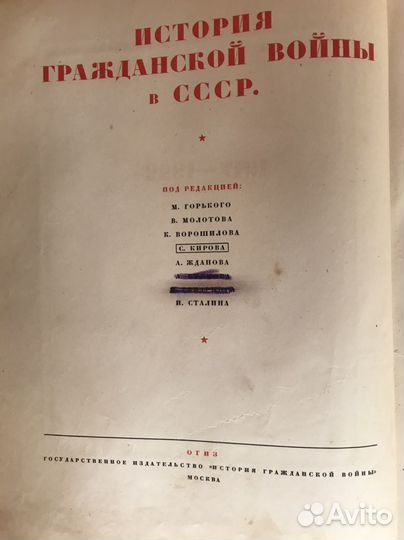 ИСТОРИЯ
ГРАЖДАНСКОЙ ВОЙНЫ
в СССР.
ПОД РЕДАКЦИЕЙ:
М. ГОРЬКОГО
В. МОЛОТОВА
К. ВОРОШИЛОВА
С. КИРОВА
А. ЖДАНОВА
И. СТАЛИНА
ОГИЗ
ГОСУДАРСТВЕННОЕ ИЗДАТЕЛЬСТВО «ИСТОРИЯ ГРАЖДАНСКОЙ ВОЙНЫ»
МОСКВА
Avito